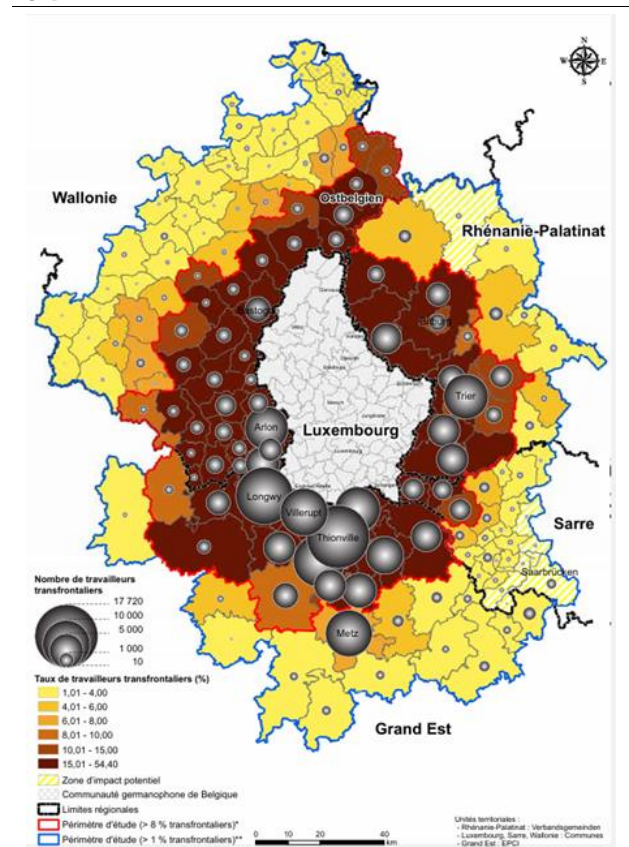 N
W E
S
Wallonie
Ostbelgien
Rhénanie-Palatinat
Bastogne
Bitburg
Trier
Arlon
Luxembourg
Luxembourg
Longwy
Villerupt
Thionville
Sarre
Saarbrücken
Metz
Grand Est
Nombre de travailleurs
transfrontaliers
17 720
10 000
5 000
1 000
10
Taux de travailleurs transfrontaliers (%)
1,01 - 4,00
4,01 - 6,00
6,01 - 8,00
8,01 - 10,00
10,01 - 15,00
15,01 - 54,40
Zone d'impact potentiel
Communauté germanophone de Belgique
Limites régionales
Périmètre d'étude (> 8 % transfrontaliers)*
Périmètre d'étude (> 1 % transfrontaliers)**
0 10 20 40
km
Unités territoriales :
- Rhénanie-Palatinat : Verbandsgemeinden
- Luxembourg, Sarre, Wallonie : Communes
- Grand Est : EPCI